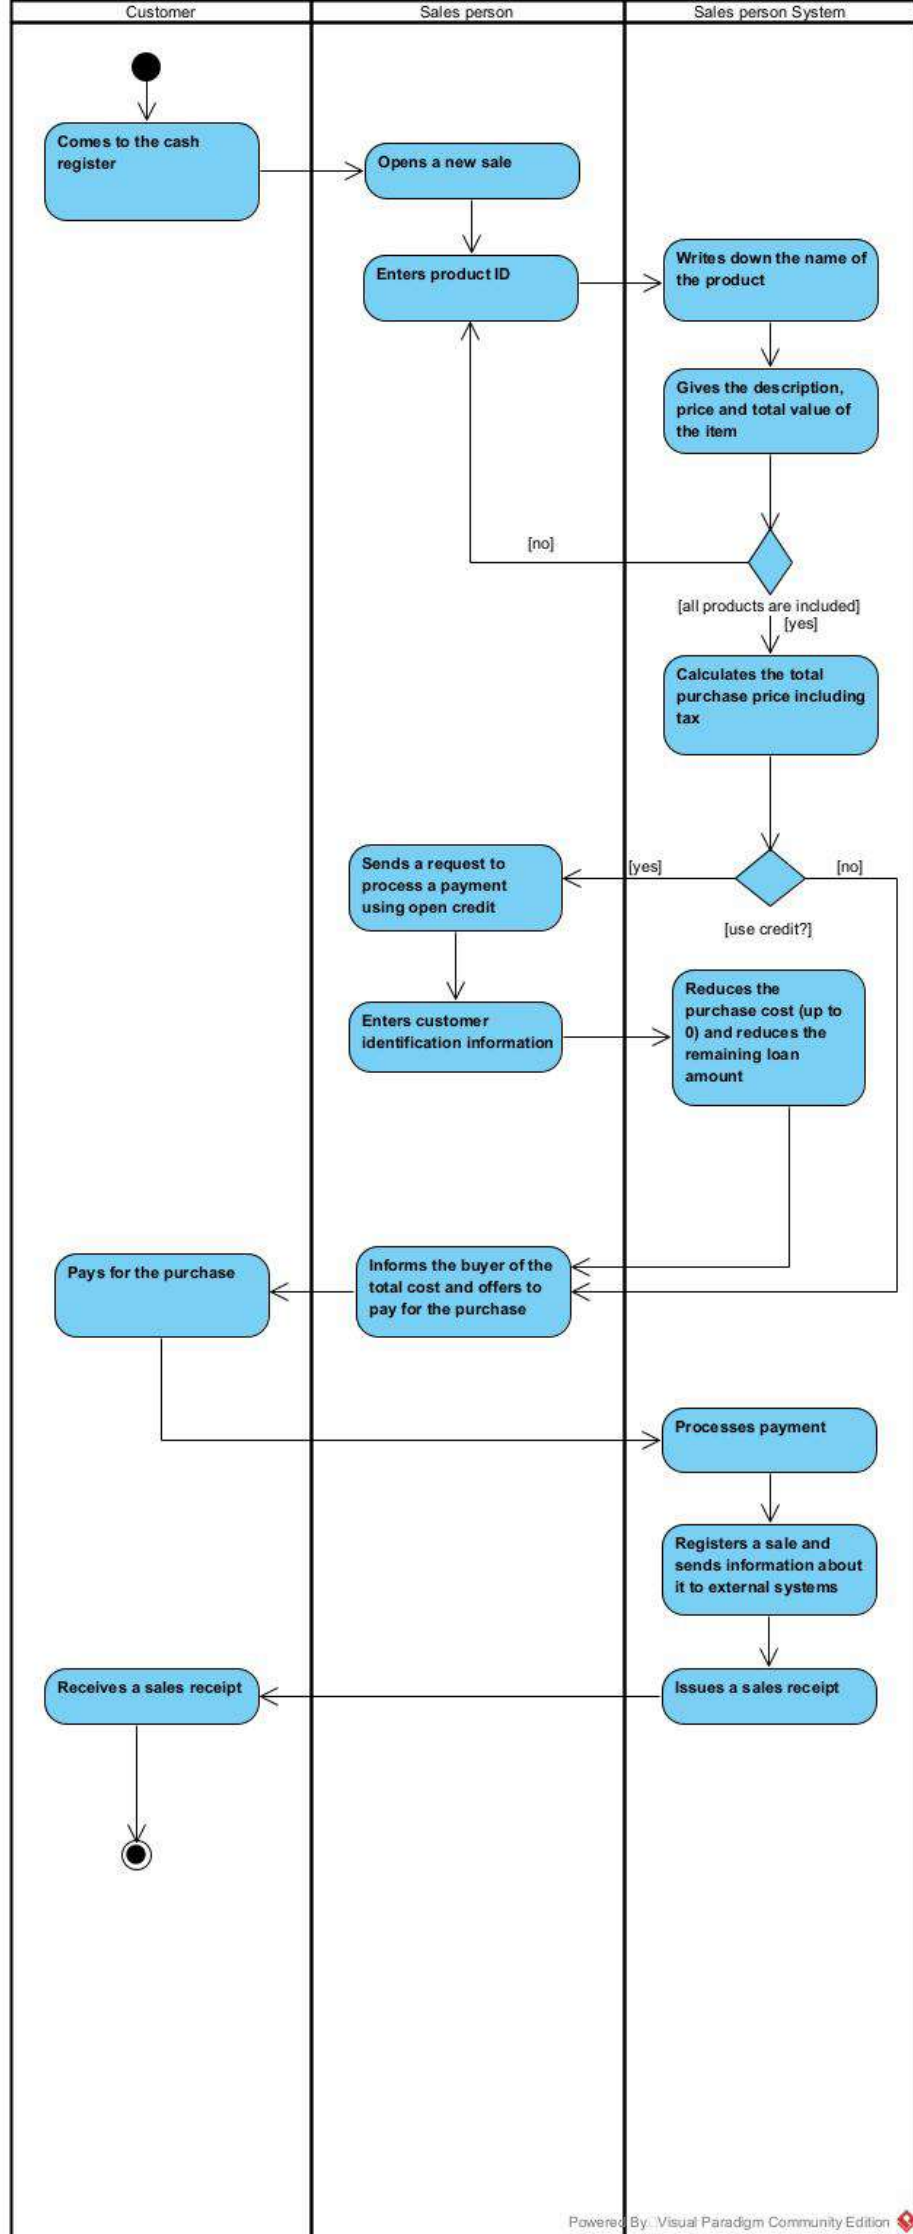 Customer
Sales person
Sales person System
Comes to the cash
register
Opens a new sale
Enters product ID
Writes down the name of
the product
Gives the description,
price and total value of
the item
[no]
[all products are included]
[yes]
Calculates the total
purchase price including
tax
Sends a request to
process a payment
using open credit
[yes]
[no]
[use credit?]
Enters customer
identification information
Reduces the
purchase cost (up to
0) and reduces the
remaining loan
amount
Pays for the purchase
Informs the buyer of the
total cost and offers to
pay for the purchase
Processes payment
Registers a sale and
sends information about
it to external systems
Receives a sales receipt
Issues a sales receipt
Powered By Visual Paradigm Community Edition